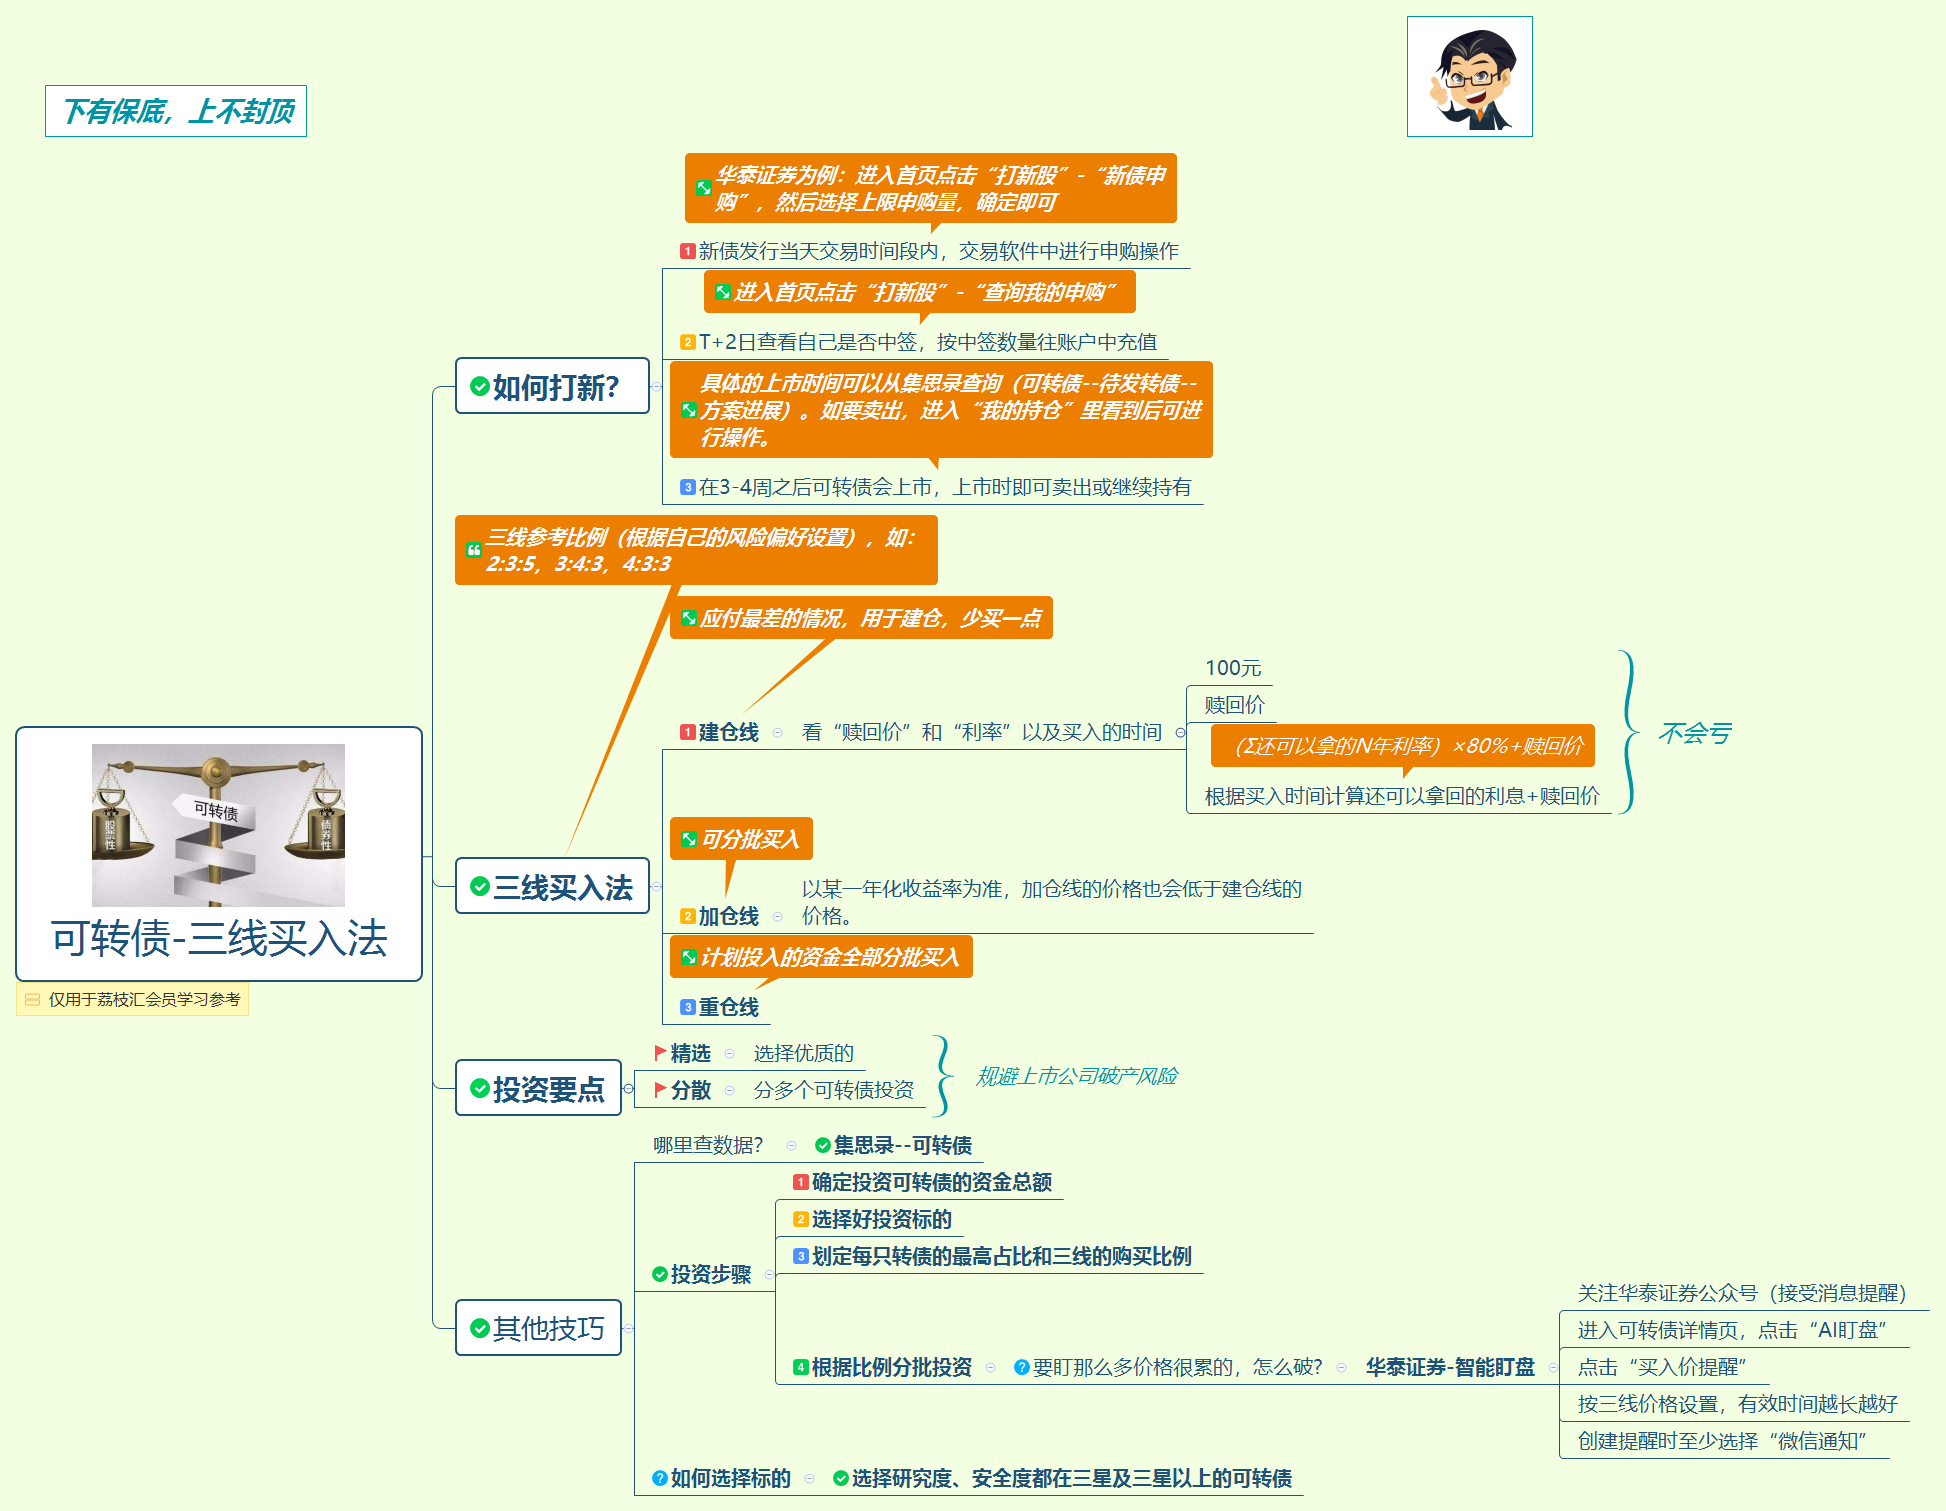 下有保底，上不封顶
华泰证券为例：进入首页点击“打新股”-“新债申
购”，然后选择上限申购量，确定即可
1 新债发行当天交易时间段内，交易软件中进行申购操作
进入首页点击“打新股”-“查询我的申购”
2 T+2日查看自己是否中签，按中签数量往账户中充值
如何打新？
具体的上市时间可以从集思录查询（可转债--待发转债--
方案进展）。如要卖出，进入“我的持仓”里看到后可进
行操作。
3 在3-4周之后可转债会上市，上市时即可卖出或继续持有
三线参考比例（根据自己的风险偏好设置），如：
2:3:5，3:4:3，4:3:3
应付最差的情况，用于建仓，少买一点
100元
赎回价
1 建仓线
看“赎回价”和“利率”以及买入的时间
（Σ还可以拿的N年利率）×80%+赎回价
根据买入时间计算还可以拿回的利息+赎回价
不会亏
可转债
股票性
债券性
可转债-三线买入法
仅用于荔枝汇会员学习参考
三线买入法
可分批买入
2 加仓线
以某一年化收益率为准，加仓线的价格也会低于建仓线的
价格。
计划投入的资金全部分批买入
3 重仓线
投资要点
精选
选择优质的
分散
分多个可转债投资
规避上市公司破产风险
其他技巧
哪里查数据？
集思录--可转债
投资步骤
1 确定投资可转债的资金总额
2 选择好投资标的
3 划定每只转债的最高占比和三线的购买比例
4 根据比例分批投资
? 要盯那么多价格很累的，怎么破？
华泰证券-智能盯盘
关注华泰证券公众号（接受消息提醒）
进入可转债详情页，点击“AI盯盘”
点击“买入价提醒”
按三线价格设置，有效时间越长越好
创建提醒时至少选择“微信通知”
? 如何选择标的
选择研究度、安全度都在三星及三星以上的可转债